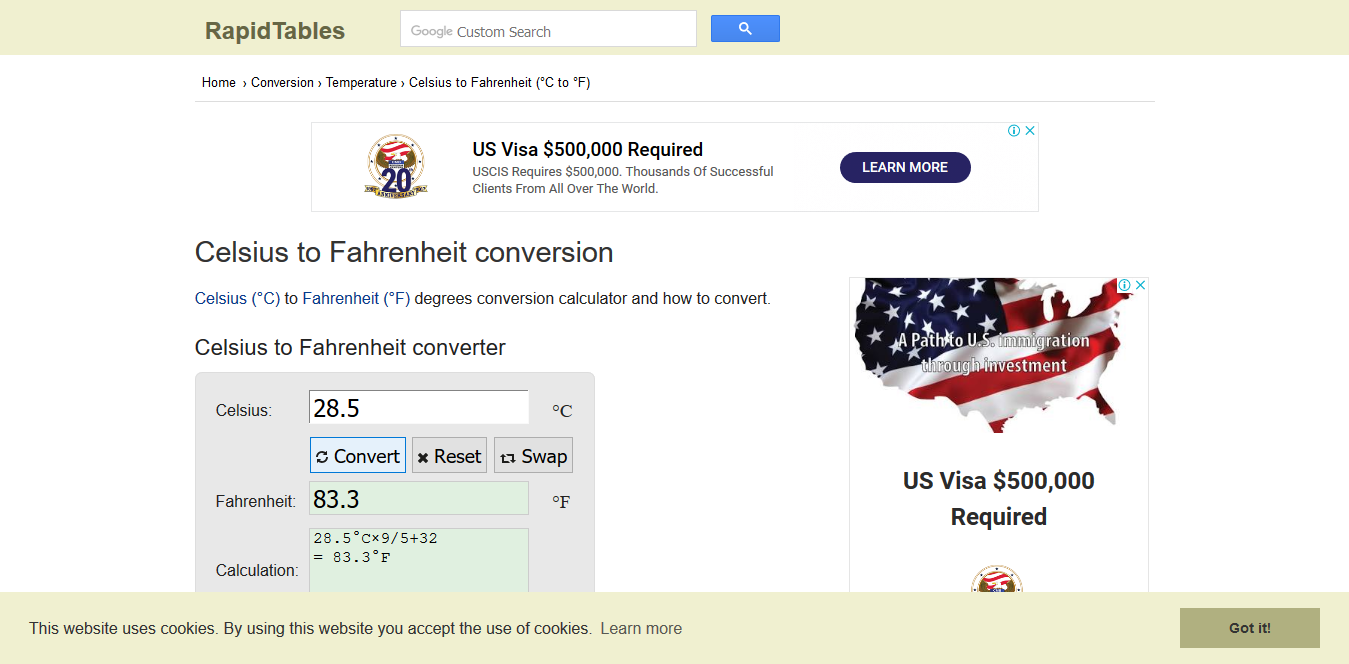 RapidTables
Google Custom Search
Home › Conversion › Temperature › Celsius to Fahrenheit (°C to °F)
20
ANNIVERSARY
US Visa $500,000 Required
USCIS Requires $500,000. Thousands Of Successful
Clients From All Over The World.
LEARN MORE
Celsius to Fahrenheit conversion
Celsius (°C) to Fahrenheit (°F) degrees conversion calculator and how to convert.
Celsius to Fahrenheit converter
Celsius: 28.5 °C
Convert Reset Swap
Fahrenheit: 83.3 °F
Calculation: 28.5°C×9/5+32
= 83.3°F
A Path to U.S. immigration
through investment
US Visa $500,000
Required
This website uses cookies. By using this website you accept the use of cookies. Learn more
Got it!